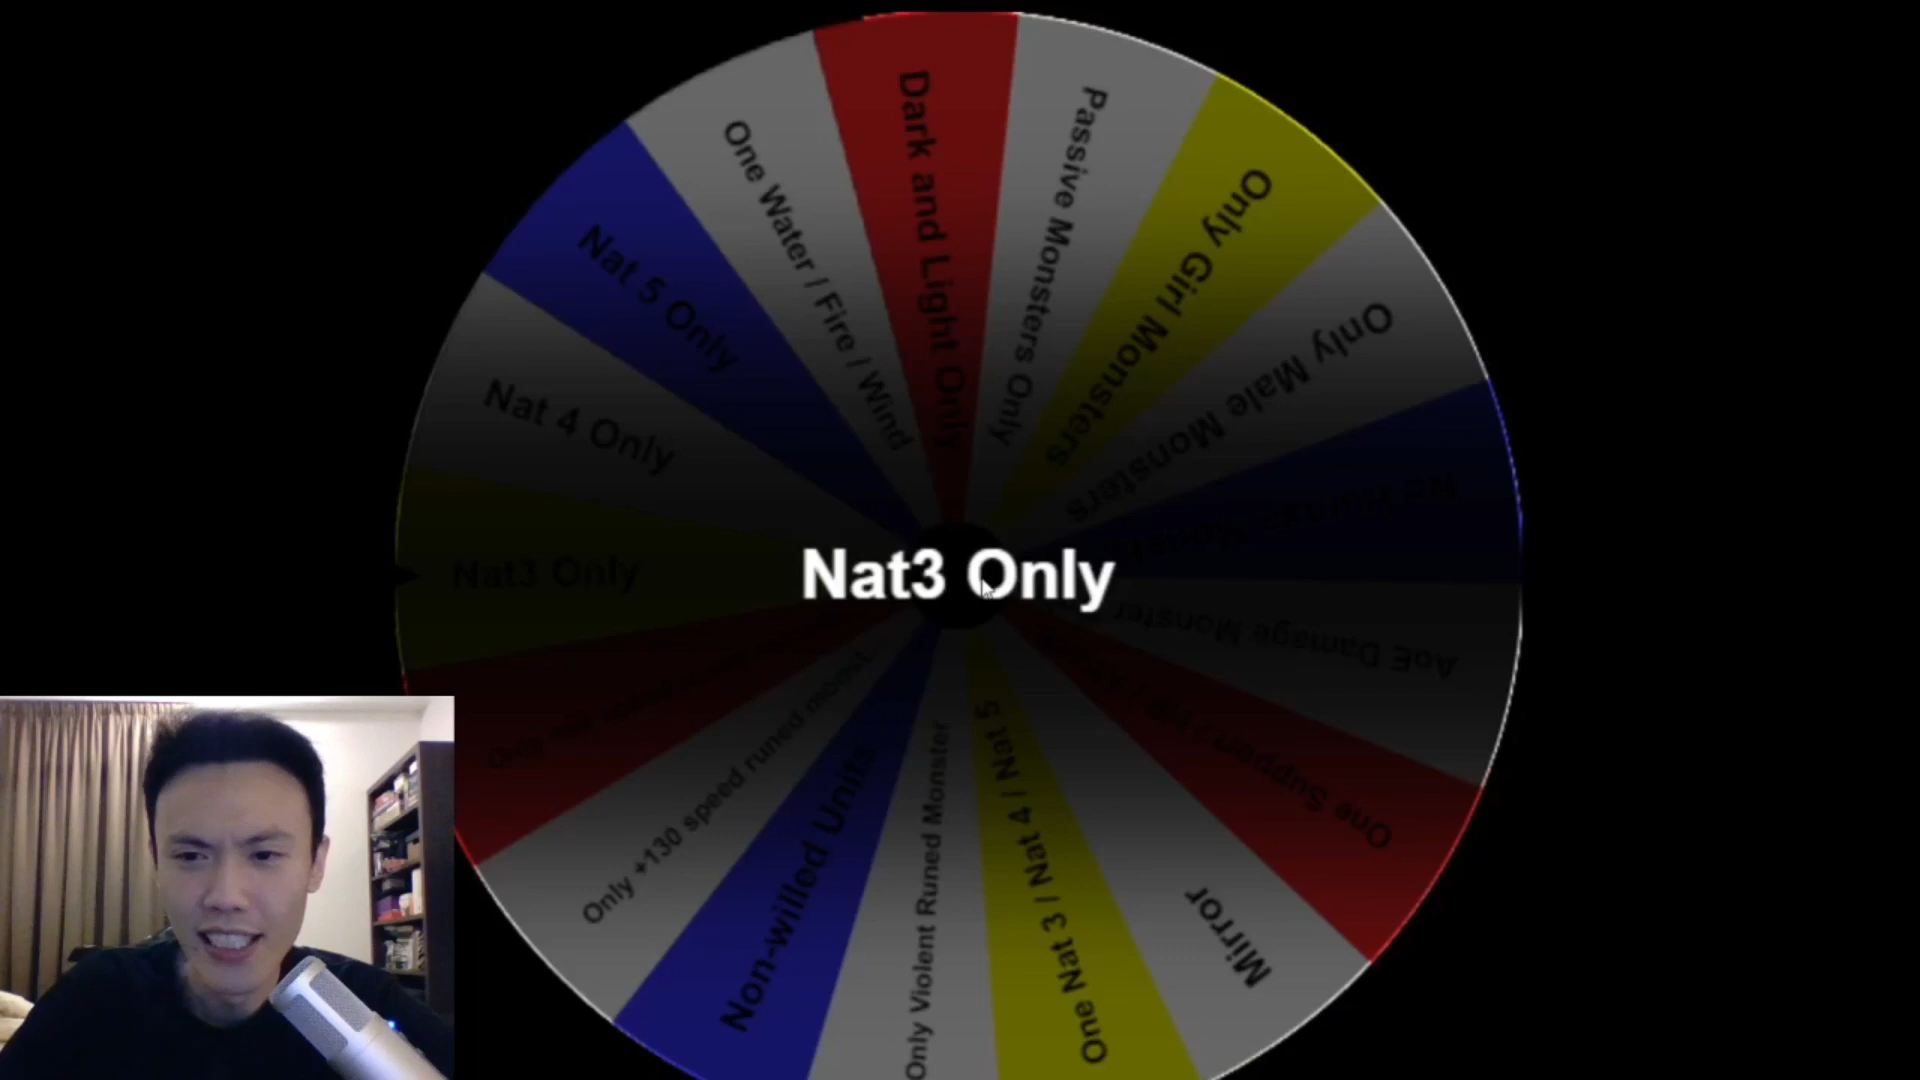 Dark and Light Only
Passive Monsters Only
Only Girl Monsters
Only Male Monsters
AoE Damage Monster
One Support
Mirror
One Nat 3 / Nat 4 / Nat 5
Only Violent Runed Monster
Non-willed Units
Only +130 speed runed
Nat3 Only
Nat 4 Only
Nat 5 Only
One Water / Fire / Wind
Nat3 Only